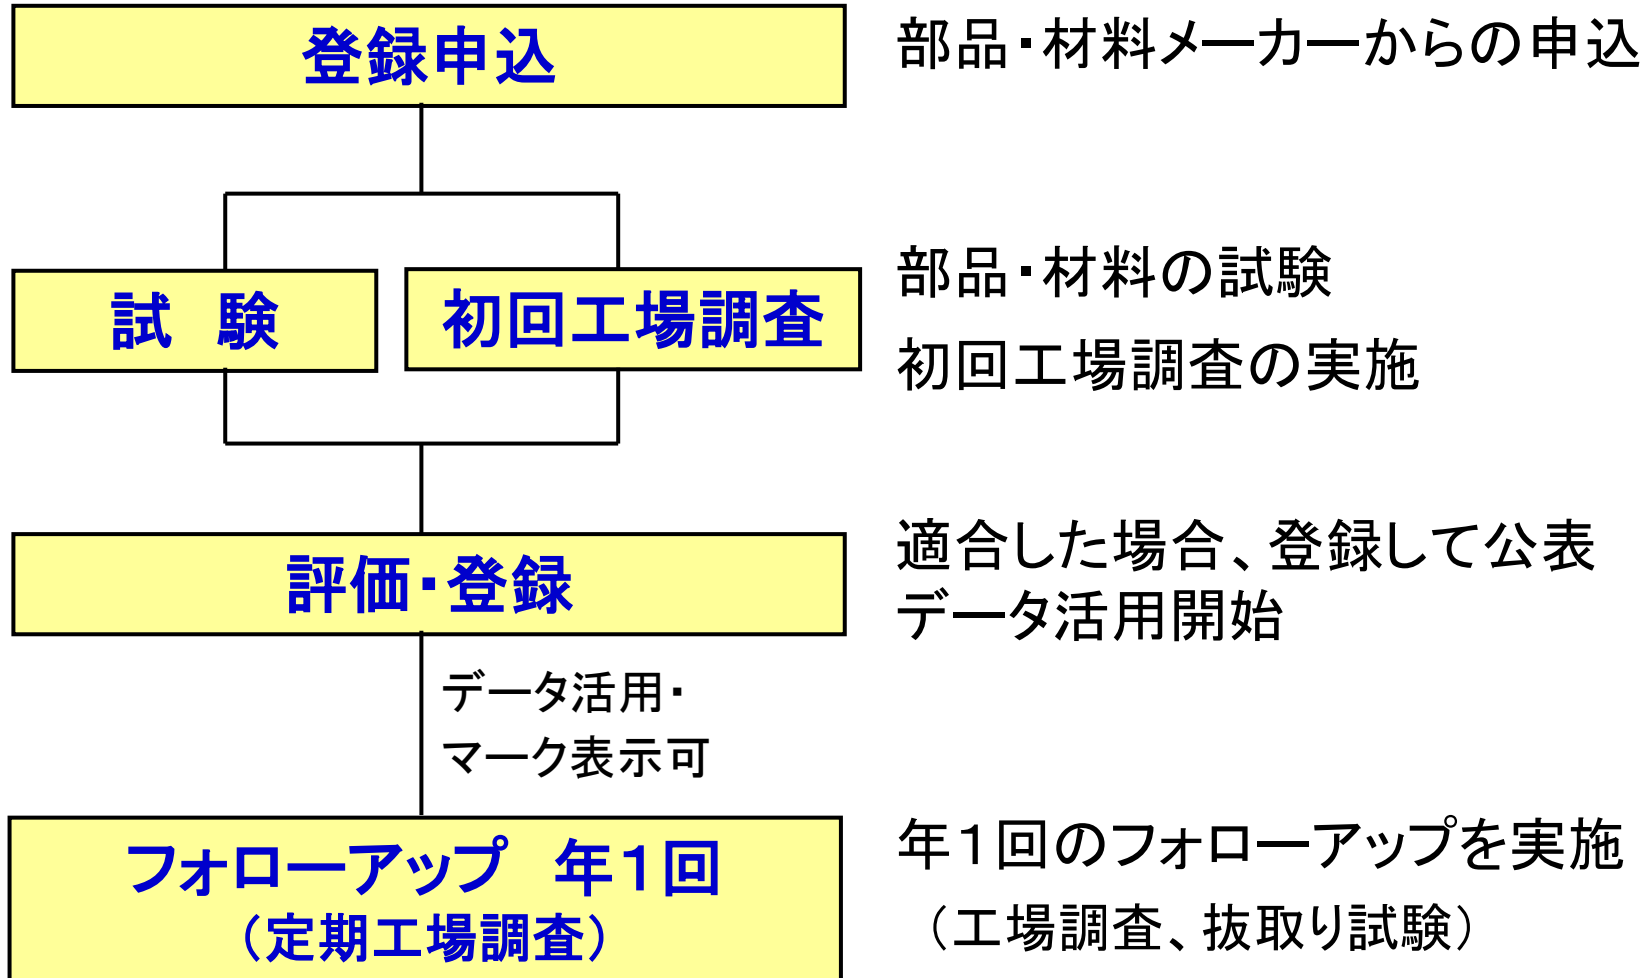 登録申込
部品・材料メーカーからの申込
試　験
初回工場調査
部品・材料の試験
初回工場調査の実施
評価・登録
適合した場合、登録して公表
データ活用開始
データ活用・
マーク表示可
フォローアップ　年１回
（定期工場調査）
年１回のフォローアップを実施
（工場調査、抜取り試験）